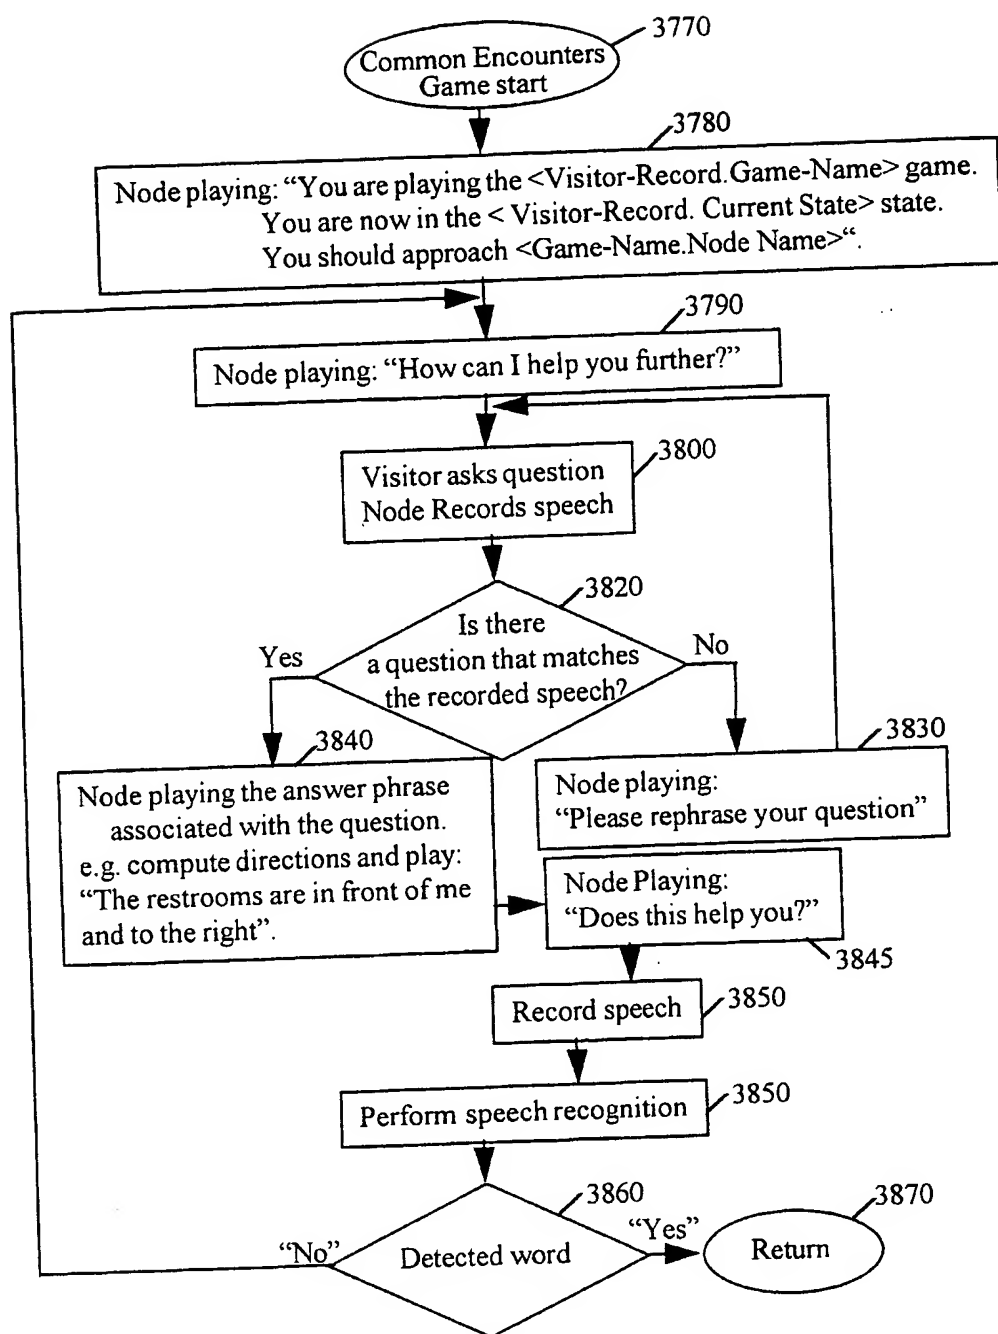 3770
Common Encounters
Game start
3780
Node playing: “You are playing the <Visitor-Record.Game-Name> game.
You are now in the < Visitor-Record. Current State> state.
You should approach <Game-Name.Node Name>“.
3790
Node playing: “How can I help you further?”
3800
Visitor asks question
Node Records speech
3820
Is there
a question that matches
the recorded speech?
Yes
No
3840
Node playing the answer phrase
associated with the question.
e.g. compute directions and play:
“The restrooms are in front of me
and to the right”.
3830
Node playing:
“Please rephrase your question”
Node Playing:
“Does this help you?”
3845
Record speech
3850
Perform speech recognition
3850
3860
Detected word
“No”
“Yes”
3870
Return